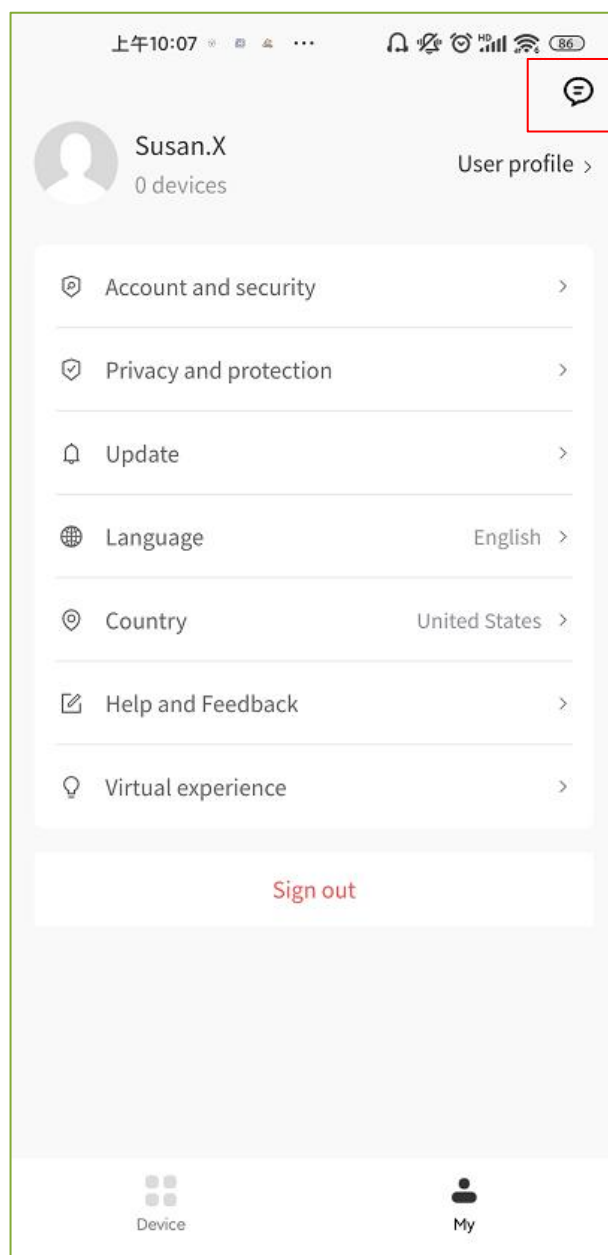 上午10:07 ... HD 86
Susan.X
0 devices
User profile >
Account and security
Privacy and protection
Update
Language English
Country United States
Help and Feedback
Virtual experience
Sign out
Device My